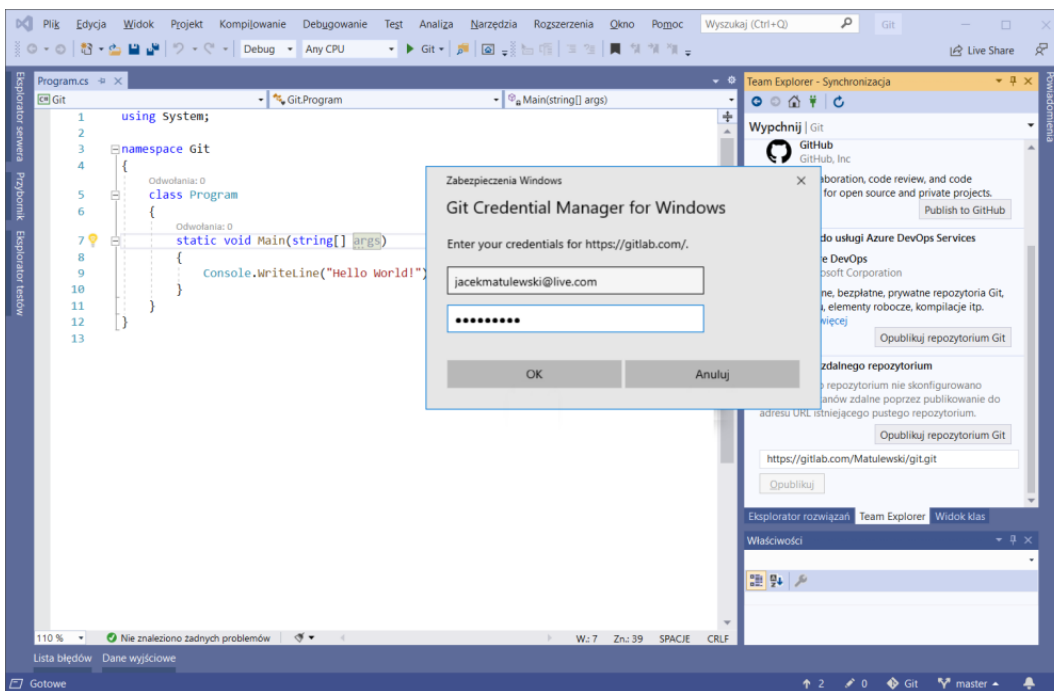 Plik Edycja Widok Projekt Kompilowanie Debugowanie Test Analiza Narzędzia Rozszerzenia Okno Pomoc Wyszukaj (Ctrl+Q) Git
Debug Any CPU Git Live Share
Eksplorator serwera
Przybornik
Eksplorator testów
Program.cs
Git Git.Program Main(string[] args)
1 using System;
2
3 namespace Git
4 {
Odwołania: 0
5 class Program
6 {
Odwołania: 0
7 static void Main(string[] args)
8 {
9 Console.WriteLine("Hello World!")
10 }
11 }
12 }
13
110 % Nie znaleziono żadnych problemów W.: 7 Zn.: 39 SPACJE CRLF
Zabezpieczenia Windows
Git Credential Manager for Windows
Enter your credentials for https://gitlab.com/.
jacekmatulewski@live.com
•••••••••
OK Anuluj
Team Explorer - Synchronizacja
Wypchnij | Git
GitHub
GitHub, Inc
aboration, code review, and code
for open source and private projects.
Publish to GitHub
do usługi Azure DevOps Services
e DevOps
osoft Corporation
ne, bezpłatne, prywatne repozytoria Git,
, elementy robocze, kompilacje itp.
więcej
Opublikuj repozytorium Git
zdalnego repozytorium
repozytorium nie skonfigurowano
anów zdalne poprzez publikowanie do
adresu URL istniejącego pustego repozytorium.
Opublikuj repozytorium Git
https://gitlab.com/Matulewski/git.git
Opublikuj
Eksplorator rozwiązań Team Explorer Widok klas
Właściwości
Powiadomienia
Lista błędów Dane wyjściowe
Gotowe 2 0 Git master